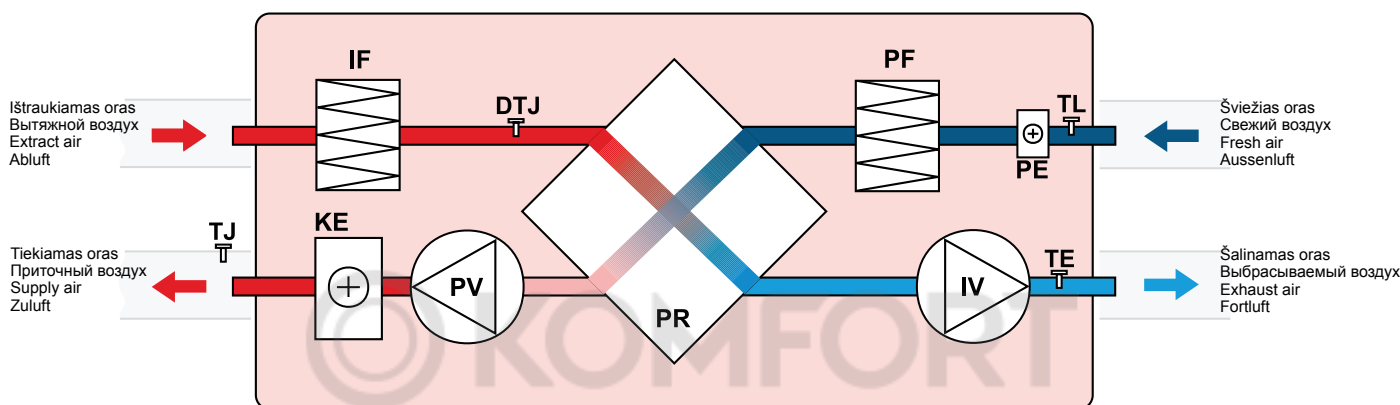 IF
PF
DTJ
TL
Ištraukiamas oras
Вытяжной воздух
Extract air
Abluft
Šviežias oras
Свежий воздух
Fresh air
Aussenluft
PE
TJ
KE
Tiekiamas oras
Приточный воздух
Supply air
Zuluft
PV
PR
IV
TE
Šalinamas oras
Выбрасываемый воздух
Exhaust air
Fortluft
KOMFORT